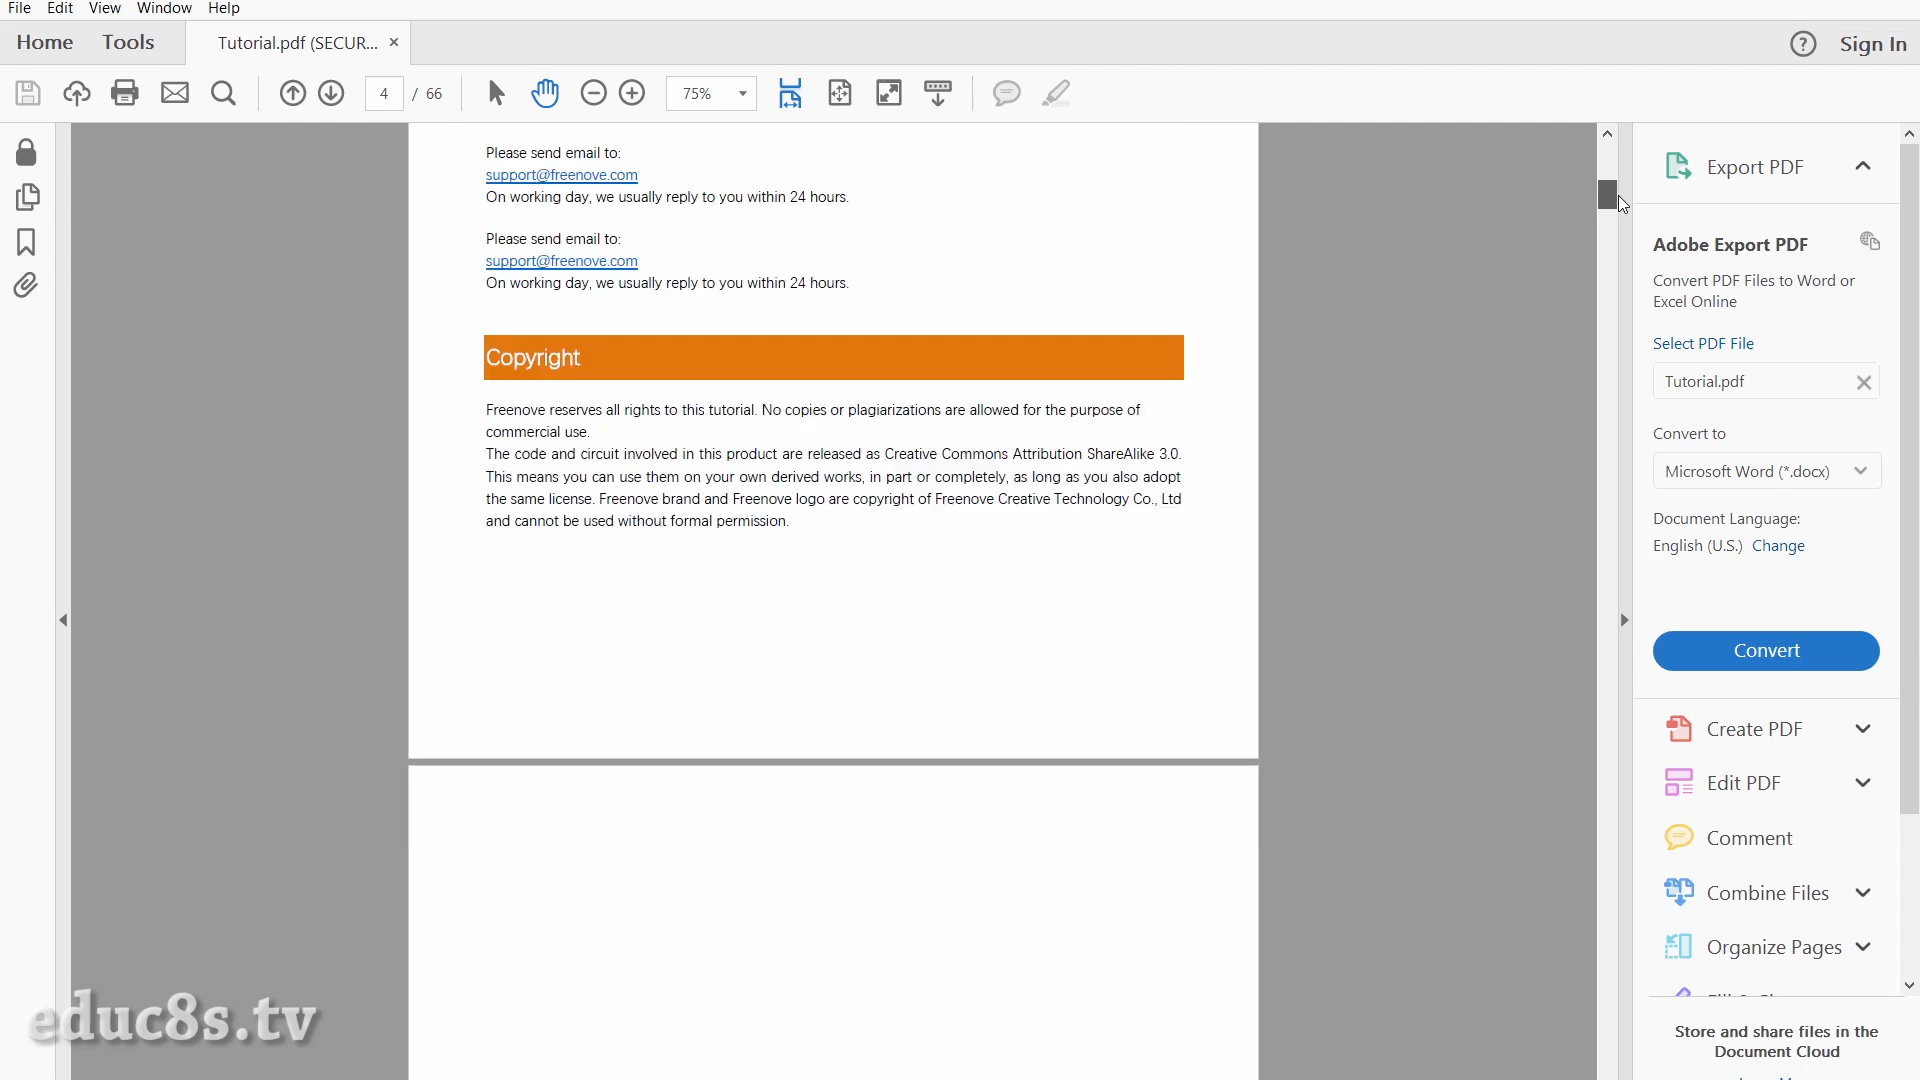 File Edit View Window Help
Home Tools Tutorial.pdf (SECUR... × ? Sign In
4 / 66 75%
Please send email to:
support@freenove.com
On working day, we usually reply to you within 24 hours.
Please send email to:
support@freenove.com
On working day, we usually reply to you within 24 hours.
Copyright
Freenove reserves all rights to this tutorial. No copies or plagiarizations are allowed for the purpose of
commercial use.
The code and circuit involved in this product are released as Creative Commons Attribution ShareAlike 3.0.
This means you can use them on your own derived works, in part or completely, as long as you also adopt
the same license. Freenove brand and Freenove logo are copyright of Freenove Creative Technology Co., Ltd
and cannot be used without formal permission.
Export PDF
Adobe Export PDF
Convert PDF Files to Word or
Excel Online
Select PDF File
Tutorial.pdf
Convert to
Microsoft Word (*.docx)
Document Language:
English (U.S.) Change
Convert
Create PDF
Edit PDF
Comment
Combine Files
Organize Pages
Store and share files in the
Document Cloud
educ8s.tv